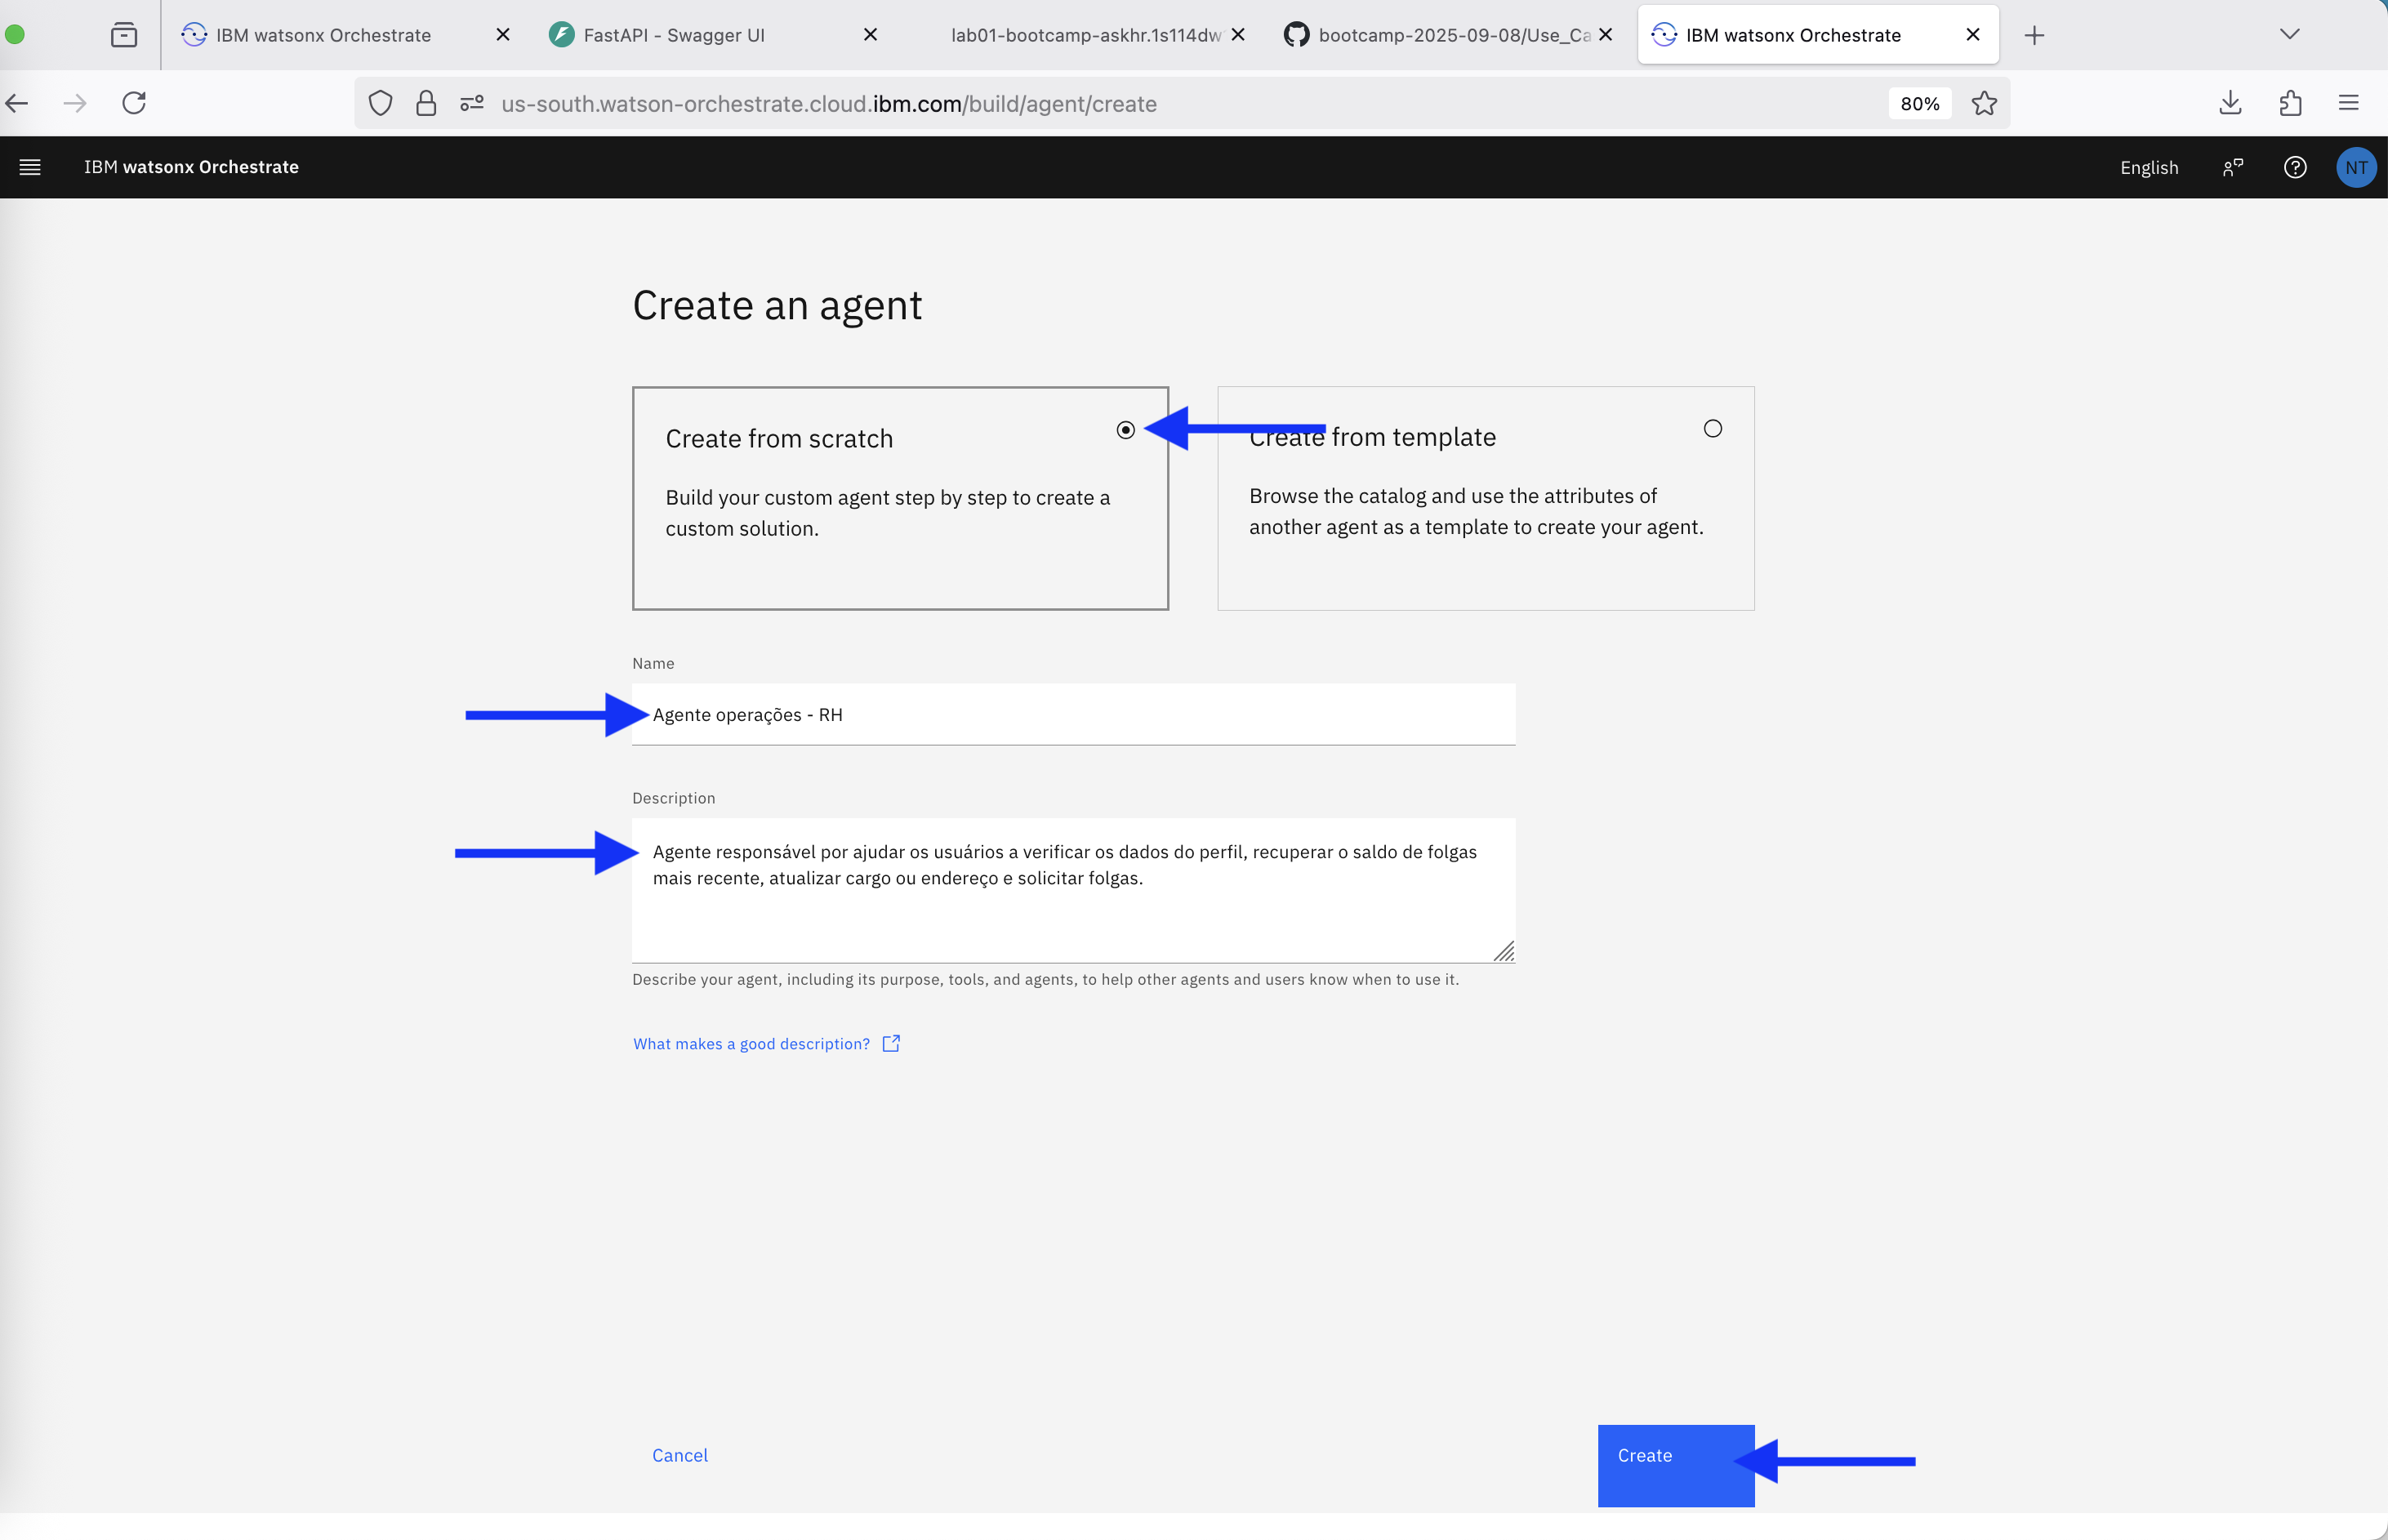 IBM watsonx Orchestrate
FastAPI - Swagger UI
lab01-bootcamp-askhr.1s114dw
bootcamp-2025-09-08/Use_Ca
IBM watsonx Orchestrate
us-south.watson-orchestrate.cloud.ibm.com/build/agent/create
80%
IBM watsonx Orchestrate
English
NT
Create an agent
Create from scratch
Build your custom agent step by step to create a
custom solution.
Create from template
Browse the catalog and use the attributes of
another agent as a template to create your agent.
Name
Agente operações - RH
Description
Agente responsável por ajudar os usuários a verificar os dados do perfil, recuperar o saldo de folgas
mais recente, atualizar cargo ou endereço e solicitar folgas.
Describe your agent, including its purpose, tools, and agents, to help other agents and users know when to use it.
What makes a good description?
Cancel
Create